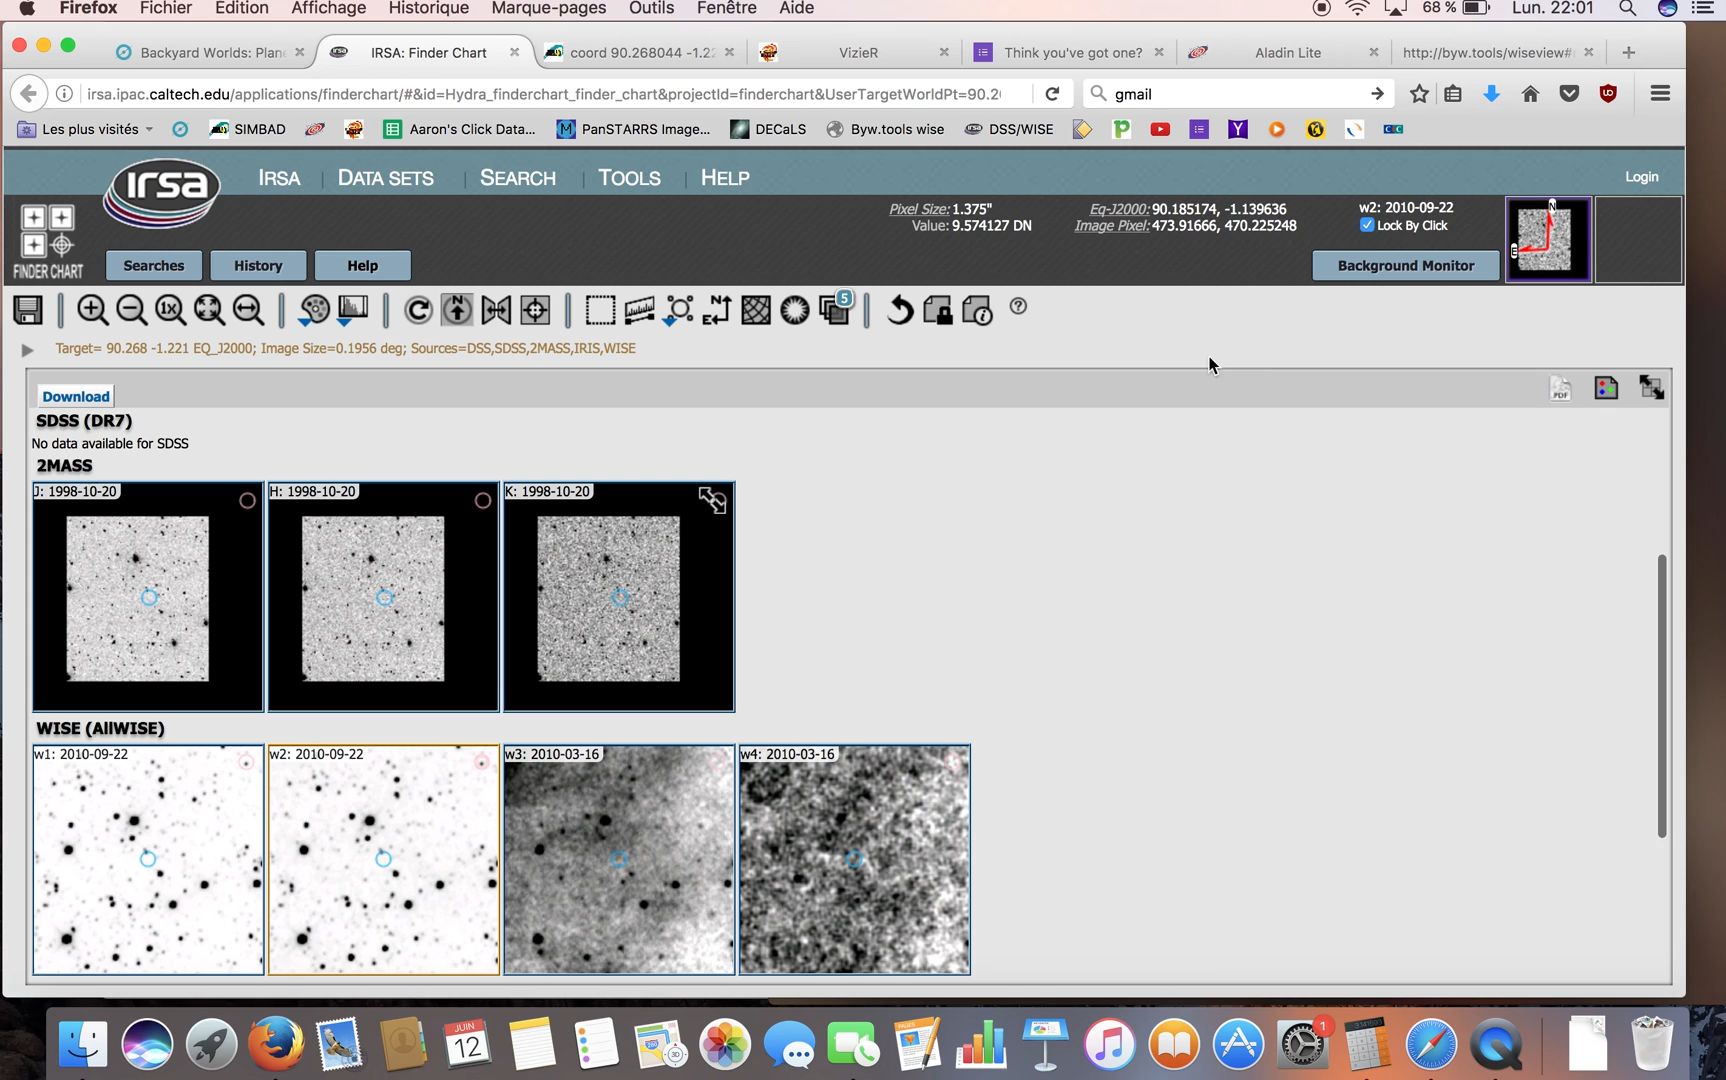 Firefox Fichier Edition Affichage Historique Marque-pages Outils Fenêtre Aide 68 % Lun. 22:01
Backyard Worlds: Plan IRSA: Finder Chart coord 90.268044 -1.22 VizieR Think you've got one? Aladin Lite http://byw.tools/wiseview#
irsa.ipac.caltech.edu/applications/finderchart/#&id=Hydra_finderchart_finder_chart&projectId=finderchart&UserTargetWorldPt=90.2 gmail
Les plus visités SIMBAD Aaron's Click Data... PanSTARRS Image... DECaLS Byw.tools wise DSS/WISE
irsa IRSA DATA SETS SEARCH TOOLS HELP Login
Pixel Size: 1.375" Eq-J2000: 90.185174, -1.139636 w2: 2010-09-22
Value: 9.574127 DN Image Pixel: 473.91666, 470.225248 Lock By Click
FINDER CHART Searches History Help Background Monitor
1x N 5
Target= 90.268 -1.221 EQ_J2000; Image Size=0.1956 deg; Sources=DSS,SDSS,2MASS,IRIS,WISE
Download PDF
SDSS (DR7)
No data available for SDSS
2MASS
J: 1998-10-20 H: 1998-10-20 K: 1998-10-20
WISE (AllWISE)
w1: 2010-09-22 w2: 2010-09-22 w3: 2010-03-16 w4: 2010-03-16
JUIN
12
PAGES
1